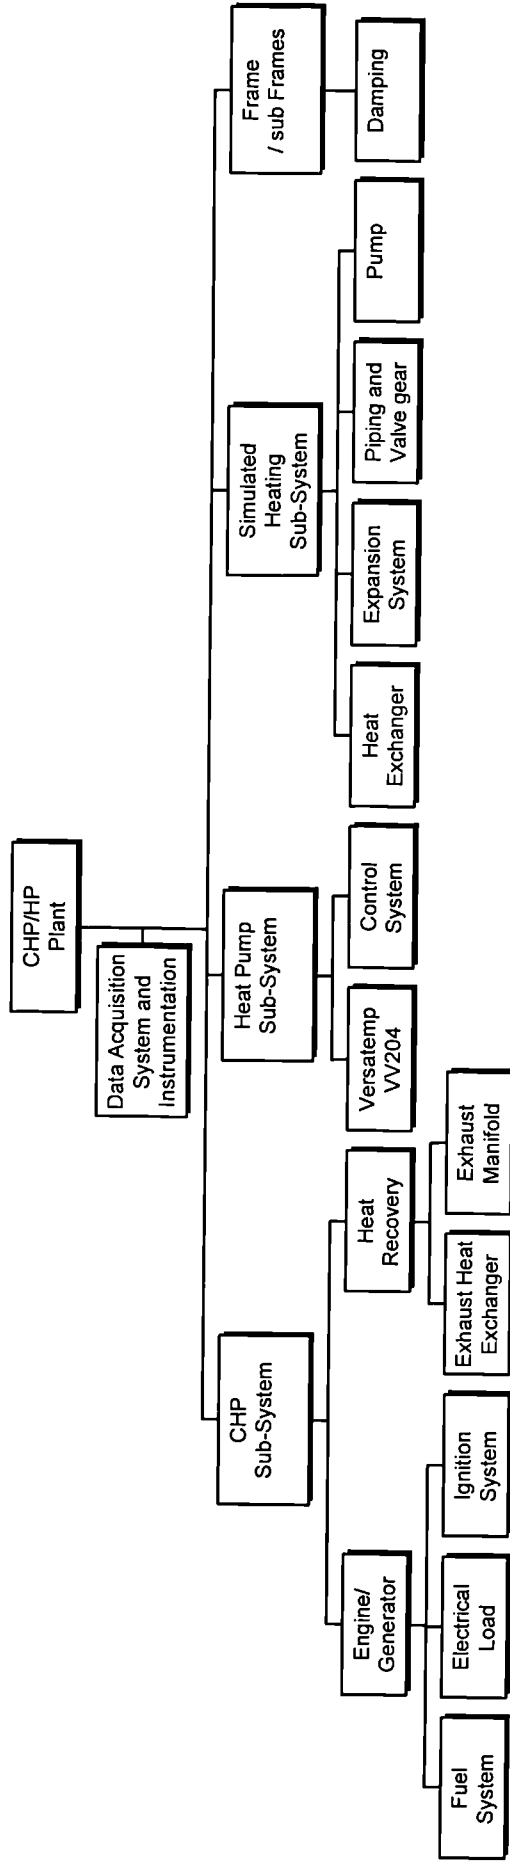 CHP/HP
Plant
Data Acquisition
System and
Instrumentation
CHP
Sub-System
Heat Pump
Sub-System
Simulated
Heating
Sub-System
Frame
/ sub Frames
Engine/
Generator
Heat
Recovery
Versatemp
VV204
Control
System
Heat
Exchanger
Expansion
System
Piping and
Valve gear
Pump
Damping
Fuel
System
Electrical
Load
Ignition
System
Exhaust Heat
Exchanger
Exhaust
Manifold